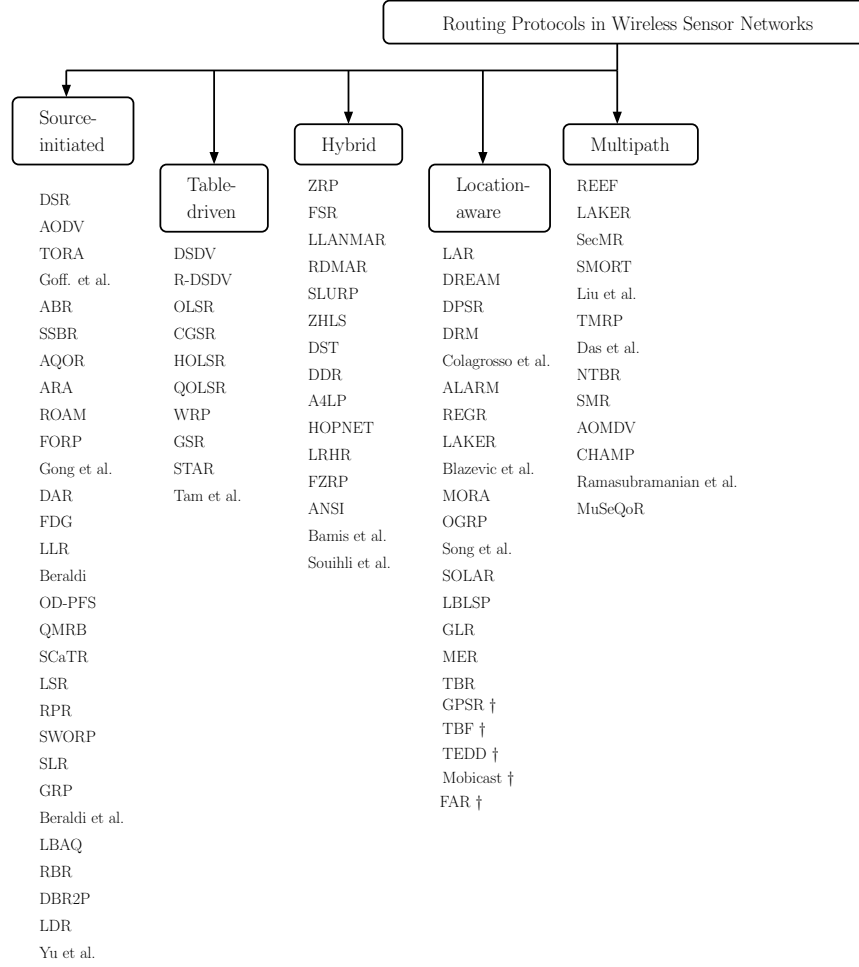 Routing Protocols in Wireless Sensor Networks
Source-
initiated
DSR
AODV
TORA
Goff. et al.
ABR
SSBR
AQOR
ARA
ROAM
FORP
Gong et al.
DAR
FDG
LLR
Beraldi
OD-PFS
QMRB
SCaTR
LSR
RPR
SWORP
SLR
GRP
Beraldi et al.
LBAQ
RBR
DBR2P
LDR
Yu et al.
Table-
driven
DSDV
R-DSDV
OLSR
CGSR
HOLSR
QOLSR
WRP
GSR
STAR
Tam et al.
Hybrid
ZRP
FSR
LLANMAR
RDMAR
SLURP
ZHLS
DST
DDR
A4LP
HOPNET
LRHR
FZRP
ANSI
Bamis et al.
Souihli et al.
Location-
aware
LAR
DREAM
DPSR
DRM
Colagrosso et al.
ALARM
REGR
LAKER
Blazevic et al.
MORA
OGRP
Song et al.
SOLAR
LBLSP
GLR
MER
TBR
GPSR †
TBF †
TEDD †
Mobicast †
FAR †
Multipath
REEF
LAKER
SecMR
SMORT
Liu et al.
TMRP
Das et al.
NTBR
SMR
AOMDV
CHAMP
Ramasubramanian et al.
MuSeQoR